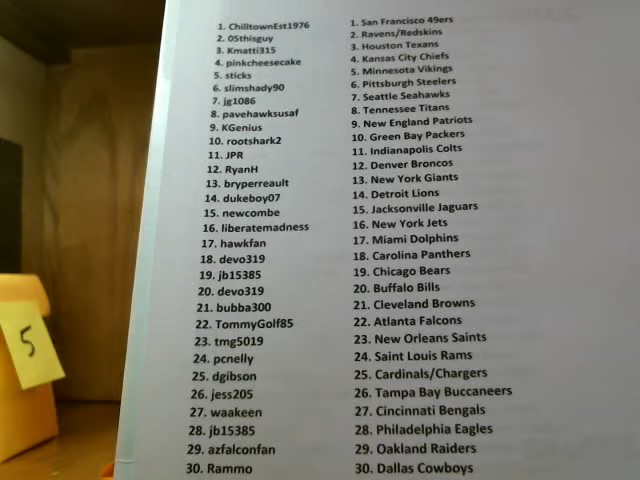 1. ChilltownEst1976
2. 05thisguy
3. Kmatti315
4. pinkcheesecake
5. sticks
6. slimshady90
7. jg1086
8. pavehawksusaf
9. KGenius
10. rootshark2
11. JPR
12. RyanH
13. bryperreault
14. dukeboy07
15. newcombe
16. liberatemadness
17. hawkfan
18. devo319
19. jb15385
20. devo319
21. bubba300
22. TommyGolf85
23. tmg5019
24. pcnelly
25. dgibson
26. jess205
27. waakeen
28. jb15385
29. azfalconfan
30. Rammo
1. San Francisco 49ers
2. Ravens/Redskins
3. Houston Texans
4. Kansas City Chiefs
5. Minnesota Vikings
6. Pittsburgh Steelers
7. Seattle Seahawks
8. Tennessee Titans
9. New England Patriots
10. Green Bay Packers
11. Indianapolis Colts
12. Denver Broncos
13. New York Giants
14. Detroit Lions
15. Jacksonville Jaguars
16. New York Jets
17. Miami Dolphins
18. Carolina Panthers
19. Chicago Bears
20. Buffalo Bills
21. Cleveland Browns
22. Atlanta Falcons
23. New Orleans Saints
24. Saint Louis Rams
25. Cardinals/Chargers
26. Tampa Bay Buccaneers
27. Cincinnati Bengals
28. Philadelphia Eagles
29. Oakland Raiders
30. Dallas Cowboys
5